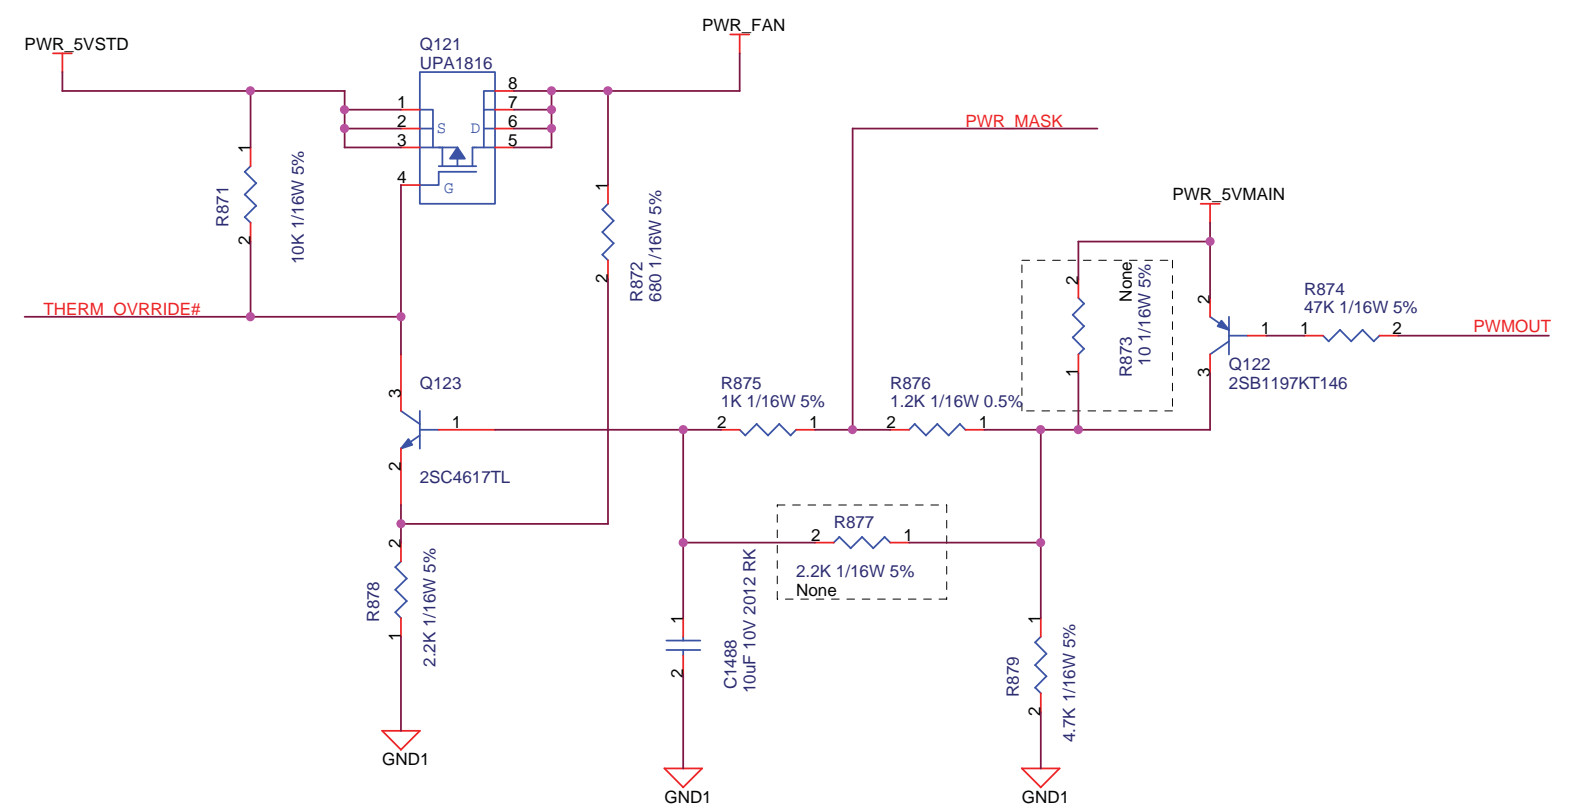 PWR_5VSTD
Q121
UPA1816
PWR_FAN
1
2
3
4
S
D
G
8
7
6
5
PWR_MASK
1
R871
2
10K 1/16W 5%
1
R872
680 1/16W 5%
2
PWR_5VMAIN
2
None
R873
10 1/16W 5%
1
2
3
Q122
2SB1197KT146
1
1
R874
47K 1/16W 5%
2
PWMOUT
THERM_OVRRIDE#
3
Q123
1
2
2SC4617TL
R875
1K 1/16W 5%
2
1
R876
1.2K 1/16W 0.5%
2
1
2
R878
2.2K 1/16W 5%
1
GND1
R877
2
1
2.2K 1/16W 5%
None
1
C1488
10uF 10V 2012 RK
2
GND1
1
R879
4.7K 1/16W 5%
2
GND1